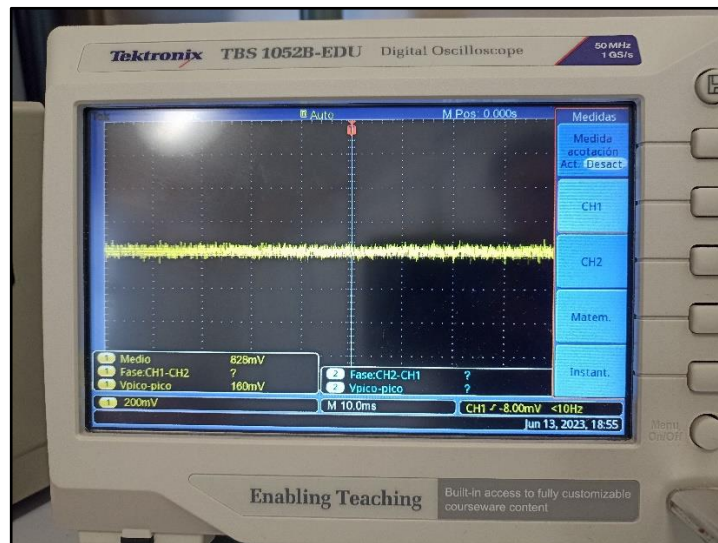 Tektronix TBS 1052B-EDU Digital Oscilloscope
50 MHz
1 GS/s
Auto M Pos: 0.000s
Medidas
Medida
acotación
Act. Desact.
CH1
CH2
Matem.
Instant.
1 Medio 828mV
1 Fase:CH1-CH2 ?
1 Vpico-pico 160mV
2 Fase:CH2-CH1 ?
2 Vpico-pico ?
1 200mV
M 10.0ms
CH1 -8.00mV <10Hz
Jun 13, 2023, 18:55
Menu
On/Off
Enabling Teaching
Built-in access to fully customizable
courseware content